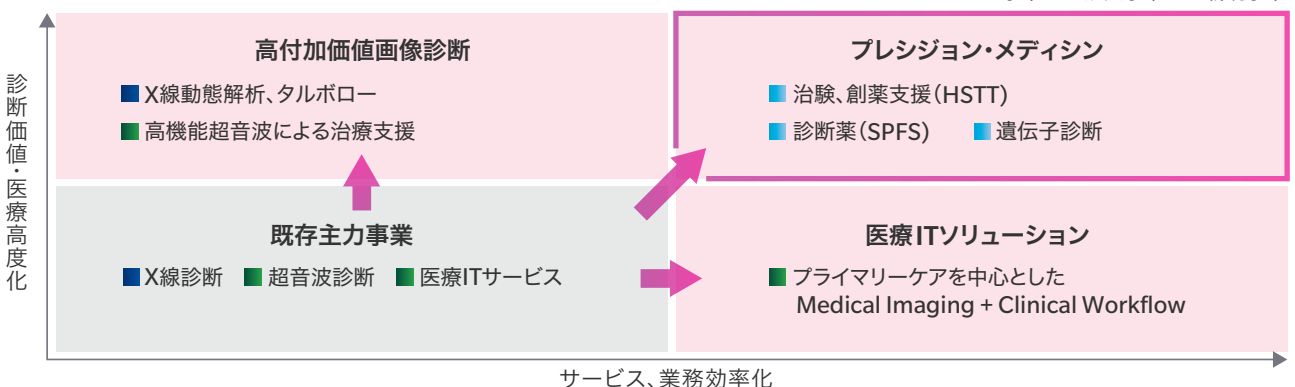 高付加価値画像診断
X線動態解析、タルボロー
高機能超音波による治療支援
プレシジョン・メディシン
治験、創薬支援(HSTT)
診断薬(SPFS) 遺伝子診断
診断価値・医療高度化
既存主力事業
X線診断 超音波診断 医療ITサービス
医療ITソリューション
プライマリーケアを中心とした
Medical Imaging + Clinical Workflow
サービス、業務効率化